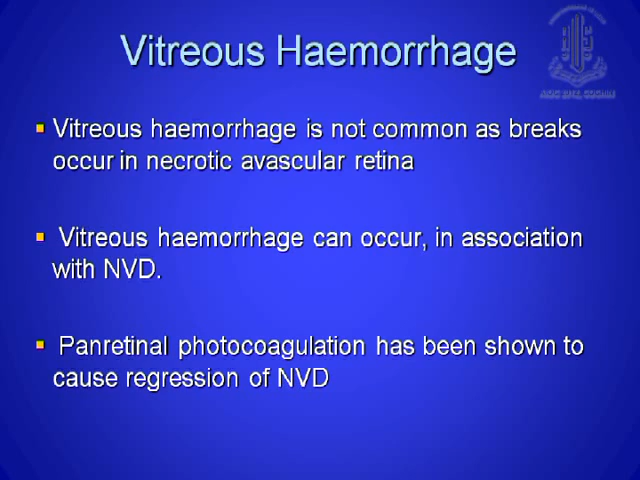 Vitreous Haemorrhage
Vitreous haemorrhage is not common as breaks
occur in necrotic avascular retina
Vitreous haemorrhage can occur, in association
with NVD.
Panretinal photocoagulation has been shown to
cause regression of NVD